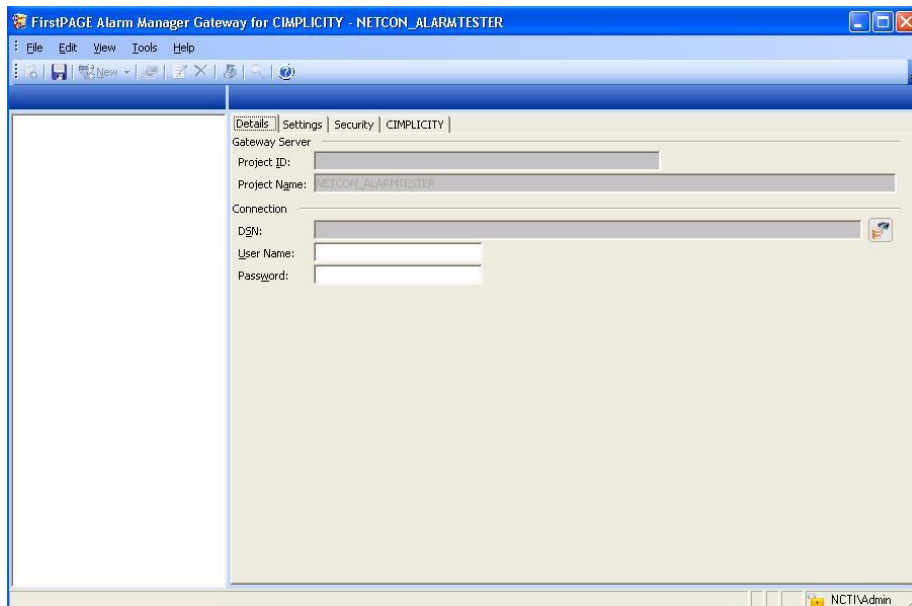 FirstPAGE Alarm Manager Gateway for CIMPLICITY - NETCON_ALARMTESTER
File Edit View Tools Help
New
Details Settings Security CIMPLICITY
Gateway Server
Project ID:
Project Name: NETCON_ALARMTESTER
Connection
DSN:
User Name:
Password:
NCTI\Admin